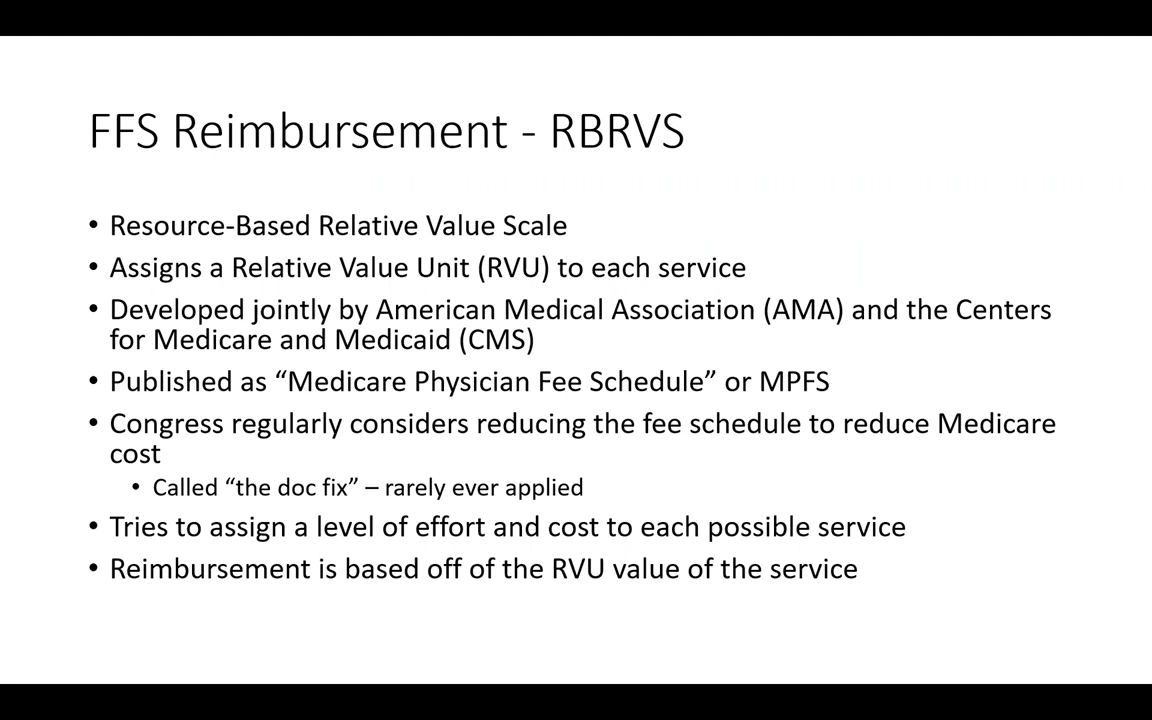 FFS Reimbursement - RBRVS
• Resource-Based Relative Value Scale
• Assigns a Relative Value Unit (RVU) to each service
• Developed jointly by American Medical Association (AMA) and the Centers
for Medicare and Medicaid (CMS)
• Published as “Medicare Physician Fee Schedule” or MPFS
• Congress regularly considers reducing the fee schedule to reduce Medicare
cost
• Called “the doc fix” – rarely ever applied
• Tries to assign a level of effort and cost to each possible service
• Reimbursement is based off of the RVU value of the service